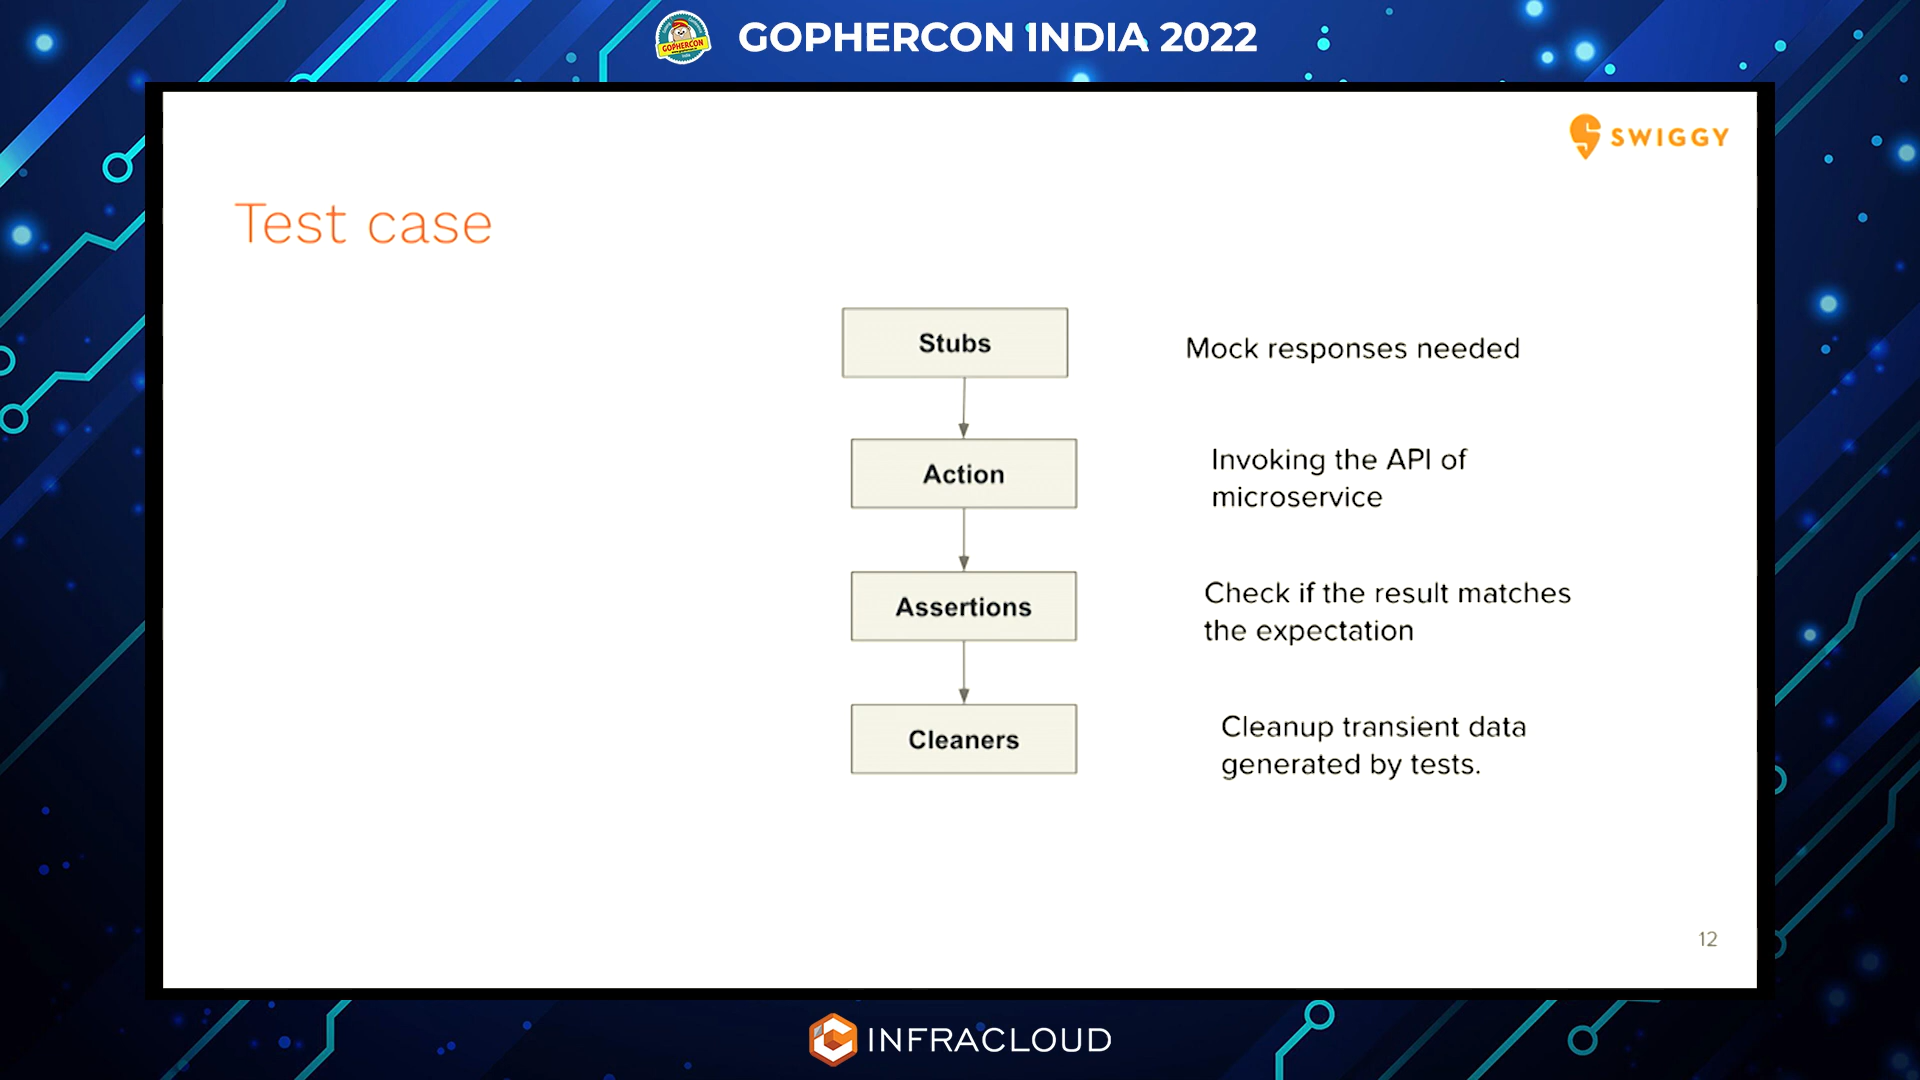 GOPHERCON
GOPHERCON INDIA 2022
SWIGGY
Test case
Stubs
Mock responses needed
Action
Invoking the API of
microservice
Assertions
Check if the result matches
the expectation
Cleaners
Cleanup transient data
generated by tests.
12
INFRACLOUD